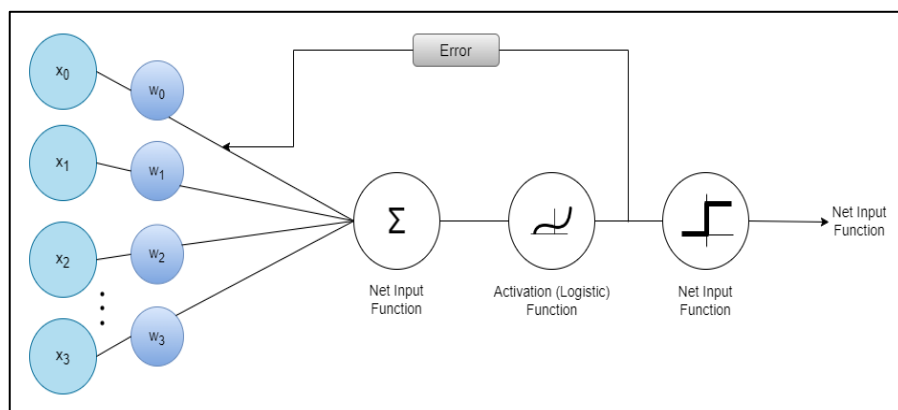 Error
x0
w0
x1
w1
x2
w2
x3
w3
Σ
Net Input
Function
Activation (Logistic)
Function
Net Input
Function
Net Input
Function